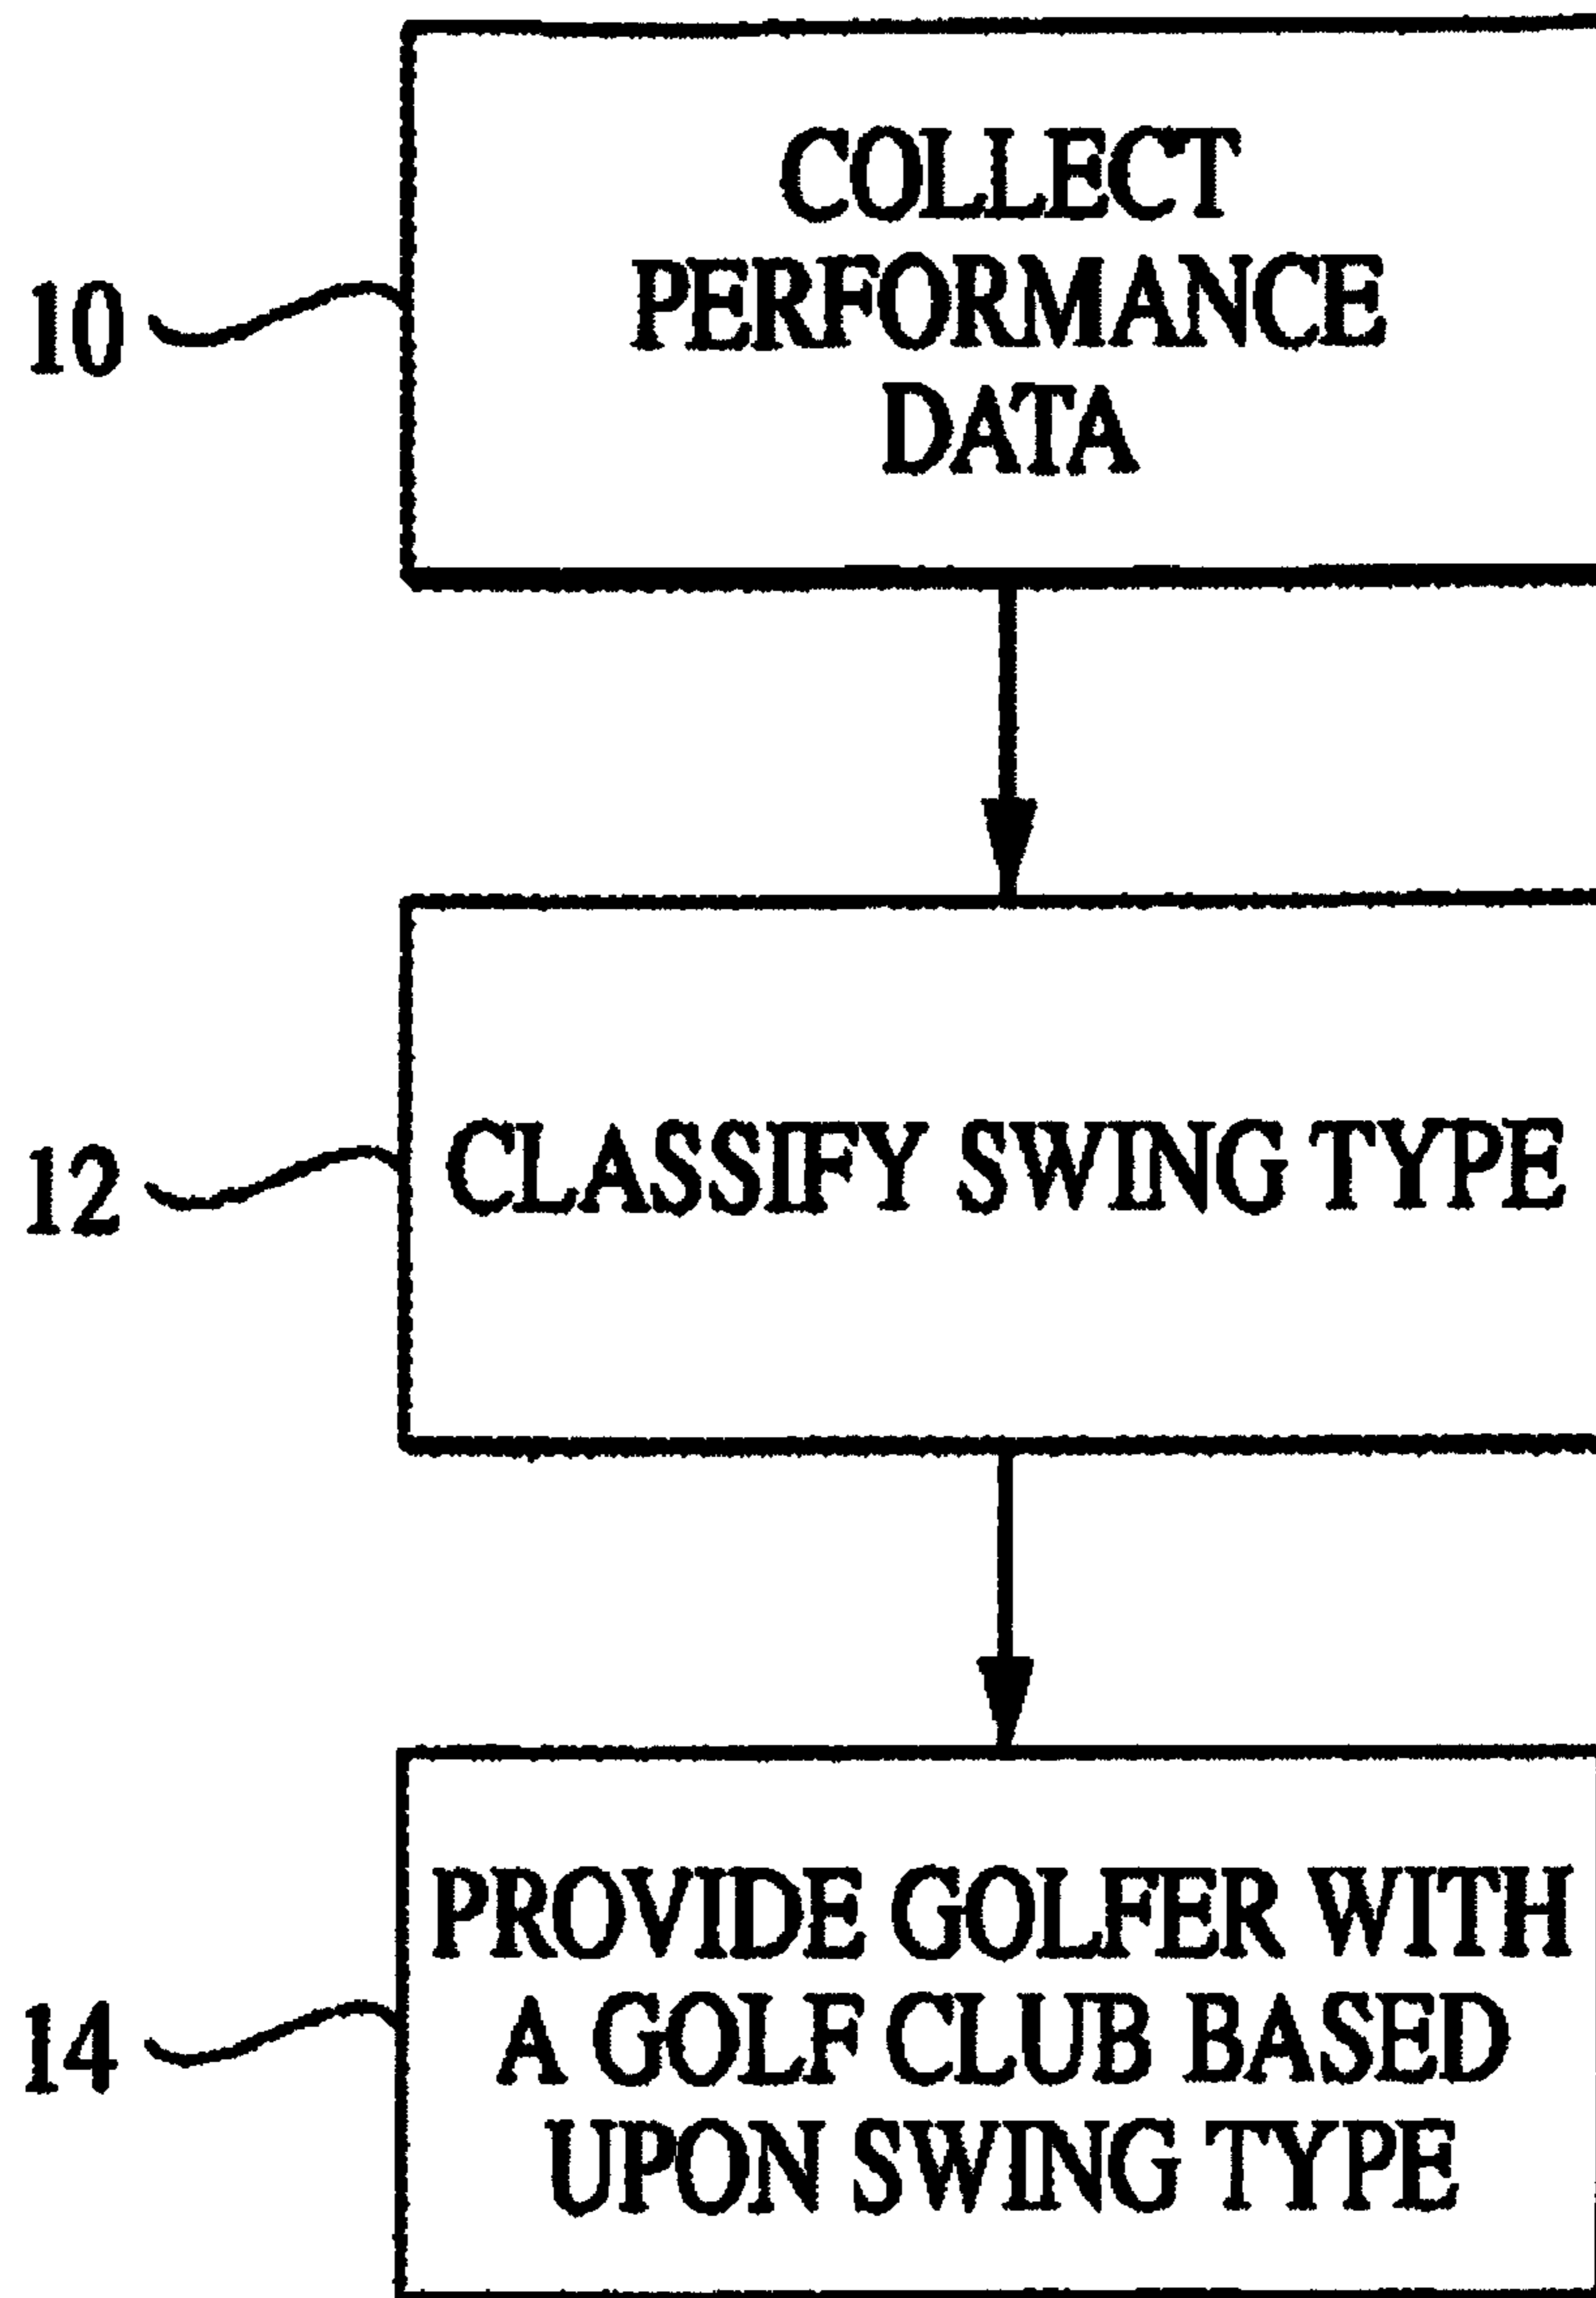 COLLECT
PERFORMANCE
DATA
10
CLASSIFY SWING TYPE
12
PROVIDE GOLFER WITH
A GOLF CLUB BASED
UPON SWING TYPE
14